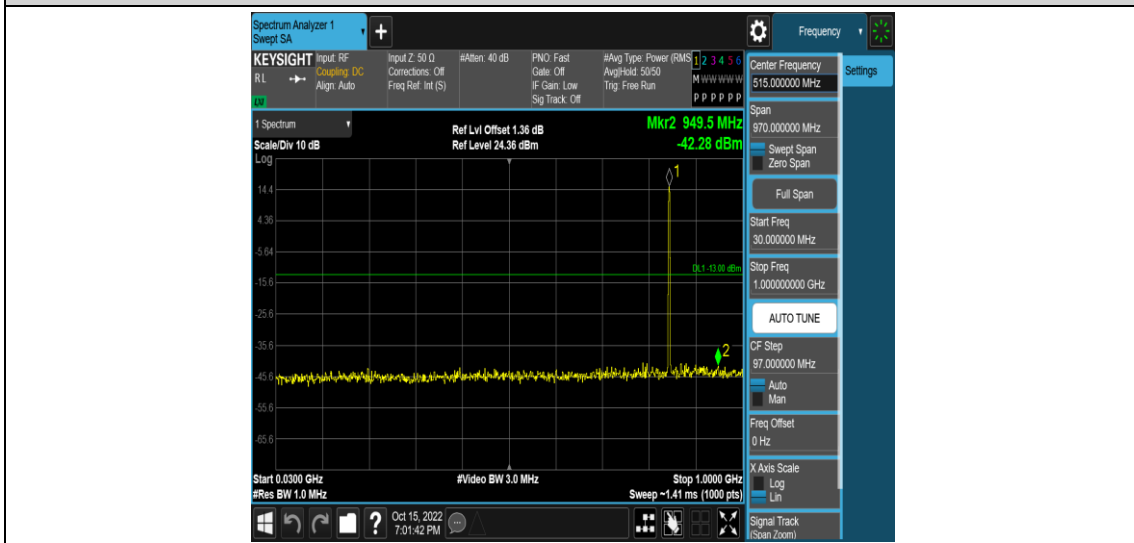 Spectrum Analyzer 1
Swept SA
+
Frequency
KEYSIGHT
RL
LXI
Input: RF
Coupling: DC
Align: Auto
Input Z: 50 Ω
Corrections: Off
Freq Ref: Int (S)
#Atten: 40 dB
PNO: Fast
Gate: Off
IF Gain: Low
Sig Track: Off
#Avg Type: Power (RMS
Avg|Hold: 50/50
Trig: Free Run
1 2 3 4 5 6
M W W W W W
P P P P P P
Center Frequency
515.000000 MHz
Settings
1 Spectrum
Scale/Div 10 dB
Ref Lvl Offset 1.36 dB
Ref Level 24.36 dBm
Mkr2 949.5 MHz
-42.28 dBm
Span
970.000000 MHz
Swept Span
Zero Span
Full Span
Start Freq
30.000000 MHz
Stop Freq
1.000000000 GHz
AUTO TUNE
CF Step
97.000000 MHz
Auto
Man
Freq Offset
0 Hz
X Axis Scale
Log
Lin
Signal Track
(Span Zoom)
Log
14.4
4.36
-5.64
-15.6
-25.6
-35.6
-45.6
-55.6
-65.6
1
DL1 -13.00 dBm
2
Start 0.0300 GHz
#Res BW 1.0 MHz
#Video BW 3.0 MHz
Stop 1.0000 GHz
Sweep ~1.41 ms (1000 pts)
?
Oct 15, 2022
7:01:42 PM